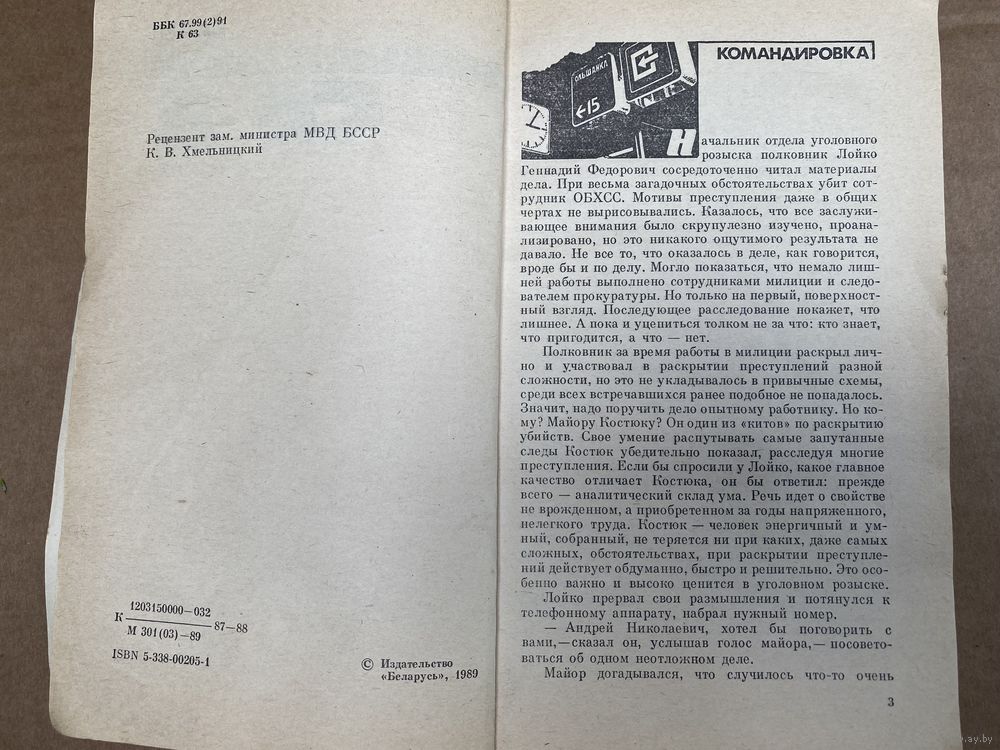 ББК 67.99(2)91
К 63
Рецензент зам. министра МВД БССР
К. В. Хмельницкий
1203150000—032
К 87—88
М 301(03)—89
ISBN 5-338-00205-1
© Издательство
«Беларусь», 1989
КОМАНДИРОВКА
ОЛЬШАНКА
←15
Начальник отдела уголовного
розыска полковник Лойко
Геннадий Федорович сосредоточенно читал материалы
дела. При весьма загадочных обстоятельствах убит сот-
рудник ОБХСС. Мотивы преступления даже в общих
чертах не вырисовывались. Казалось, что все заслужи-
вающее внимания было скрупулезно изучено, проана-
лизировано, но это никакого ощутимого результата не
давало. Не все то, что оказалось в деле, как говорится,
вроде бы и по делу. Могло показаться, что немало лиш-
ней работы выполнено сотрудниками милиции и следо-
вателем прокуратуры. Но только на первый, поверхност-
ный взгляд. Последующее расследование покажет, что
лишнее. А пока и уцепиться толком не за что: кто знает,
что пригодится, а что — нет.
Полковник за время работы в милиции раскрыл лич-
но и участвовал в раскрытии преступлений разной
сложности, но это не укладывалось в привычные схемы,
среди всех встречавшихся ранее подобное не попадалось.
Значит, надо поручить дело опытному работнику. Но ко-
му? Майору Костюку? Он один из «китов» по раскрытию
убийств. Свое умение распутывать самые запутанные
следы Костюк убедительно показал, расследуя многие
преступления. Если бы спросили у Лойко, какое главное
качество отличает Костюка, он бы ответил: прежде
всего — аналитический склад ума. Речь идет о свойстве
не врожденном, а приобретенном за годы напряженного,
нелегкого труда. Костюк — человек энергичный и ум-
ный, собранный, не теряется ни при каких, даже самых
сложных, обстоятельствах, при раскрытии преступле-
ний действует обдуманно, быстро и решительно. Это осо-
бенно важно и высоко ценится в уголовном розыске.
Лойко прервал свои размышления и потянулся к
телефонному аппарату, набрал нужный номер.
— Андрей Николаевич, хотел бы поговорить с
вами,— сказал он, услышав голос майора,— посовето-
ваться об одном неотложном деле.
Майор догадывался, что случилось что-то очень
3
ay.by